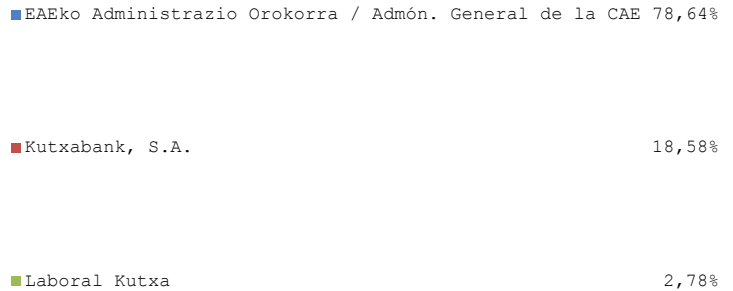 EAEko Administrazio Orokorra / Admón. General de la CAE 78,64%
Kutxabank, S.A. 18,58%
Laboral Kutxa 2,78%